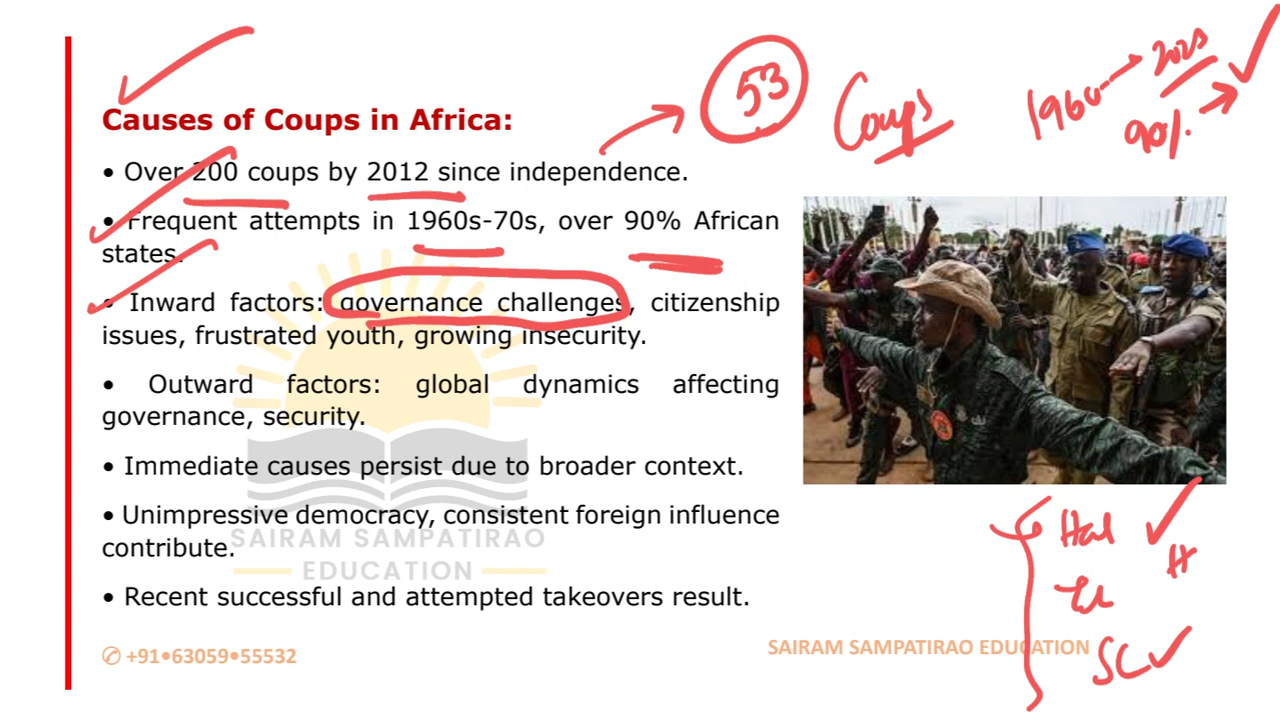 53
Coups
1960 → 2023
90%
Causes of Coups in Africa:
• Over 200 coups by 2012 since independence.
• Frequent attempts in 1960s-70s, over 90% African
states.
• Inward factors: governance challenges, citizenship
issues, frustrated youth, growing insecurity.
• Outward factors: global dynamics affecting
governance, security.
• Immediate causes persist due to broader context.
• Unimpressive democracy, consistent foreign influence
contribute.
• Recent successful and attempted takeovers result.
SAIRAM SAMPATIRAO
EDUCATION
H
SC
✆ +91•63059•55532
SAIRAM SAMPATIRAO EDUCATION